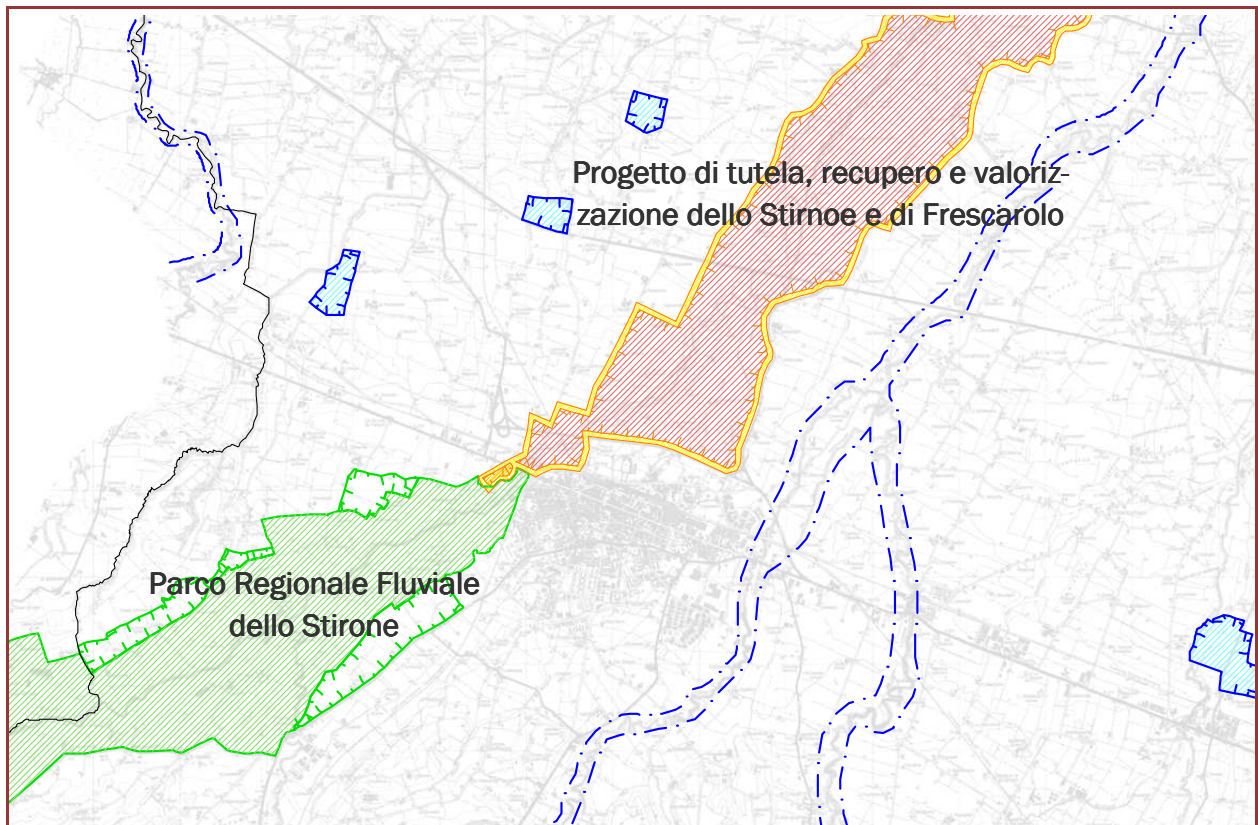 Progetto di tutela, recupero e valoriz-
zazione dello Stirnoe e di Frescarolo
Parco Regionale Fluviale
dello Stirone